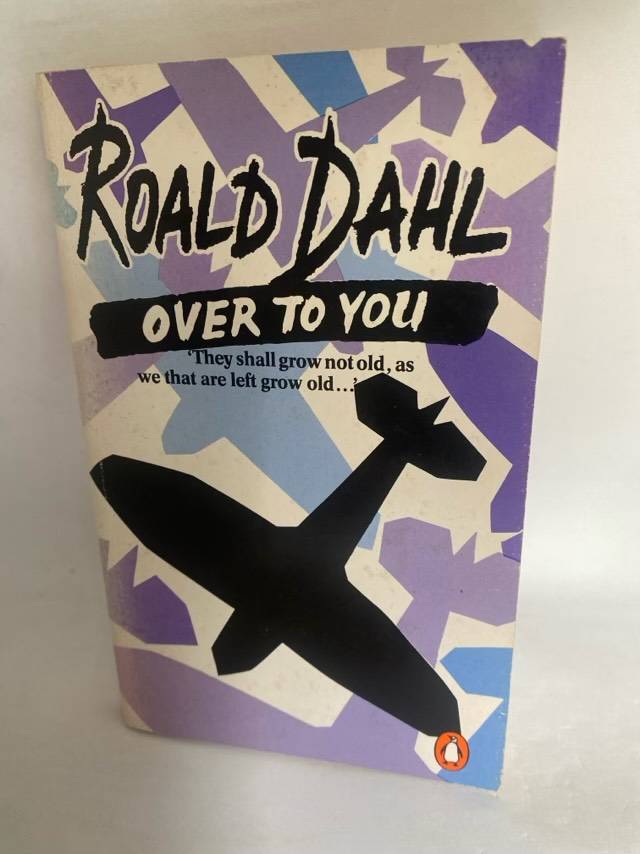 ROALD DAHL
OVER TO YOU
'They shall grow not old, as
we that are left grow old...'